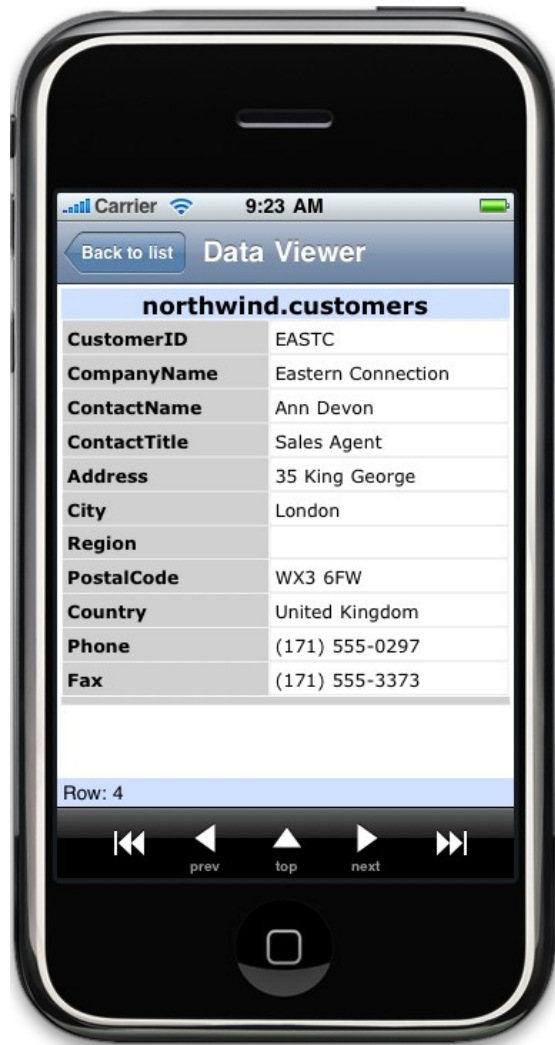 Carrier 9:23 AM
Back to list Data Viewer
northwind.customers
CustomerID EASTC
CompanyName Eastern Connection
ContactName Ann Devon
ContactTitle Sales Agent
Address 35 King George
City London
Region
PostalCode WX3 6FW
Country United Kingdom
Phone (171) 555-0297
Fax (171) 555-3373
Row: 4
prev top next